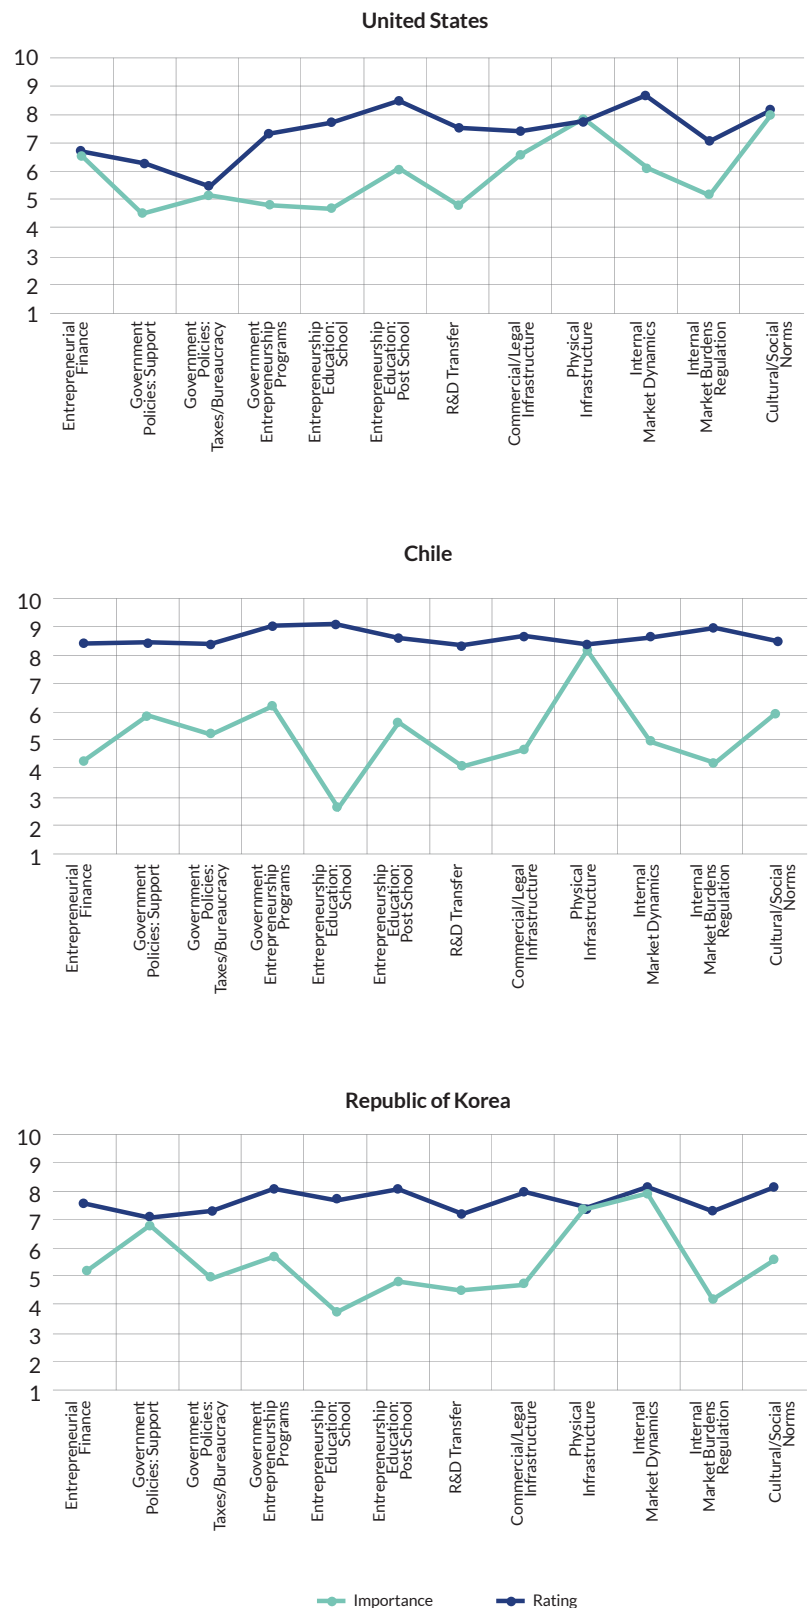 United States
10
9
8
7
6
5
4
3
2
1
Entrepreneurial
Finance
Government
Policies: Support
Government
Policies:
Taxes/Bureaucracy
Government
Entrepreneurship
Programs
Entrepreneurship
Education:
School
Entrepreneurship
Education:
Post School
R&D Transfer
Commercial/Legal
Infrastructure
Physical
Infrastructure
Internal
Market Dynamics
Internal
Market Burdens
Regulation
Cultural/Social
Norms
Chile
10
9
8
7
6
5
4
3
2
1
Entrepreneurial
Finance
Government
Policies: Support
Government
Policies:
Taxes/Bureaucracy
Government
Entrepreneurship
Programs
Entrepreneurship
Education:
School
Entrepreneurship
Education:
Post School
R&D Transfer
Commercial/Legal
Infrastructure
Physical
Infrastructure
Internal
Market Dynamics
Internal
Market Burdens
Regulation
Cultural/Social
Norms
Republic of Korea
10
9
8
7
6
5
4
3
2
1
Entrepreneurial
Finance
Government
Policies: Support
Government
Policies:
Taxes/Bureaucracy
Government
Entrepreneurship
Programs
Entrepreneurship
Education:
School
Entrepreneurship
Education:
Post School
R&D Transfer
Commercial/Legal
Infrastructure
Physical
Infrastructure
Internal
Market Dynamics
Internal
Market Burdens
Regulation
Cultural/Social
Norms
Importance
Rating